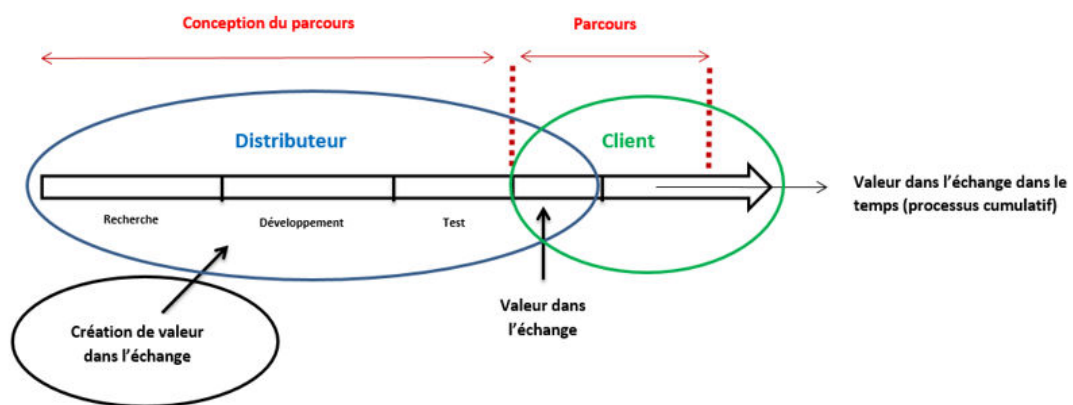 Conception du parcours
Parcours
Distributeur
Client
Recherche
Développement
Test
Valeur dans l'échange dans le
temps (processus cumulatif)
Création de valeur
dans l'échange
Valeur dans
l'échange